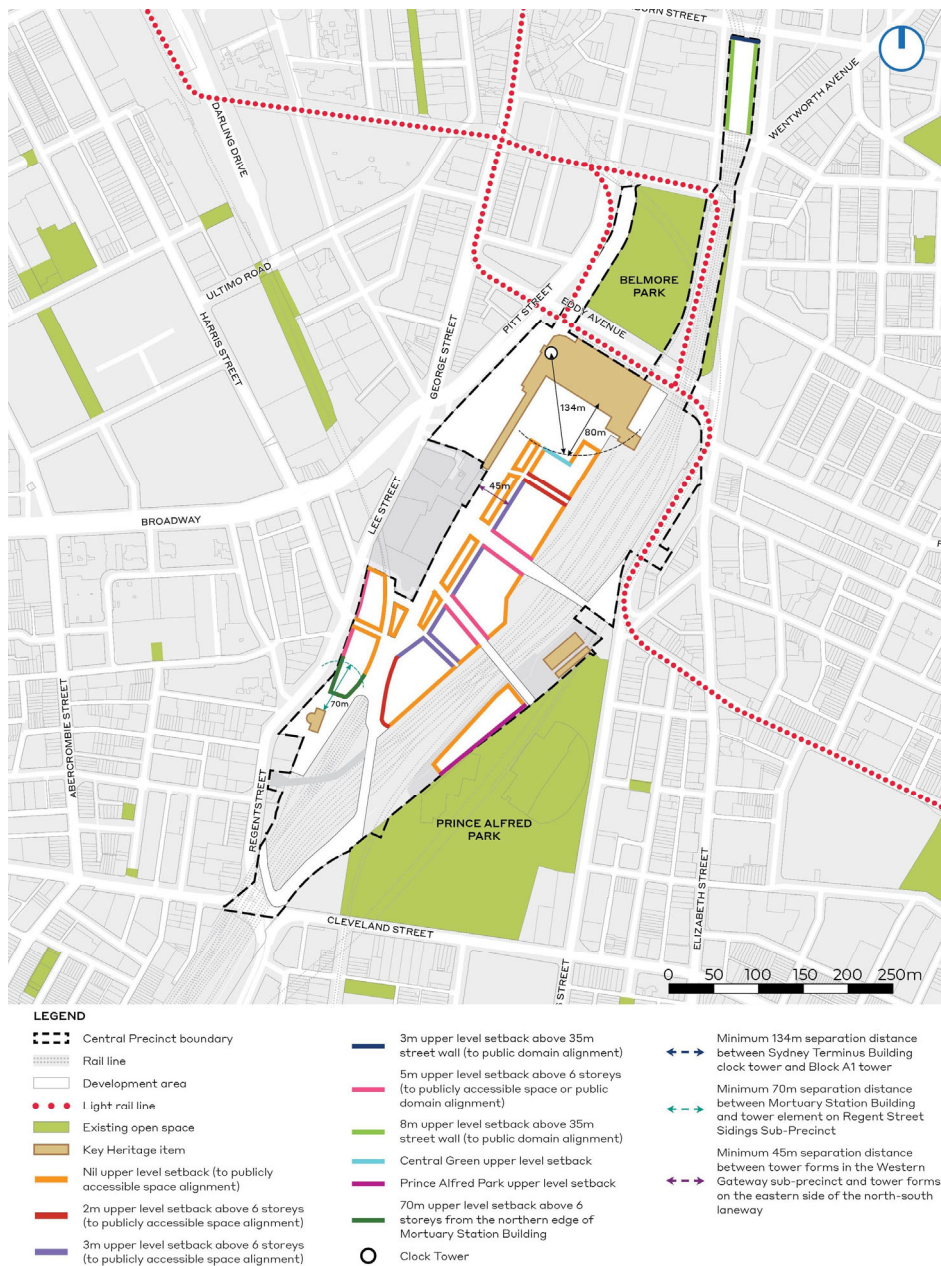 BURN STREET
WENTWORTH AVENUE
DARLING DRIVE
ULTIMO ROAD
HARRIS STREET
PITT STREET
BELMORE
PARK
EDDY AVENUE
GEORGE STREET
134m
80m
45m
LEE STREET
BROADWAY
70m
ABERCROMBIE STREET
REGENT STREET
PRINCE ALFRED
PARK
ELIZABETH STREET
CLEVELAND STREET
S STREET
0 50 100 150 200 250m
LEGEND
Central Precinct boundary
Rail line
Development area
Light rail line
Existing open space
Key Heritage item
Nil upper level setback (to publicly
accessible space alignment)
2m upper level setback above 6 storeys
(to publicly accessible space alignment)
3m upper level setback above 6 storeys
(to publicly accessible space alignment)
3m upper level setback above 35m
street wall (to public domain alignment)
5m upper level setback above 6 storeys
(to publicly accessible space or public
domain alignment)
8m upper level setback above 35m
street wall (to public domain alignment)
Central Green upper level setback
Prince Alfred Park upper level setback
70m upper level setback above 6
storeys from the northern edge of
Mortuary Station Building
Clock Tower
Minimum 134m separation distance
between Sydney Terminus Building
clock tower and Block A1 tower
Minimum 70m separation distance
between Mortuary Station Building
and tower element on Regent Street
Sidings Sub-Precinct
Minimum 45m separation distance
between tower forms in the Western
Gateway sub-precinct and tower forms
on the eastern side of the north-south
laneway